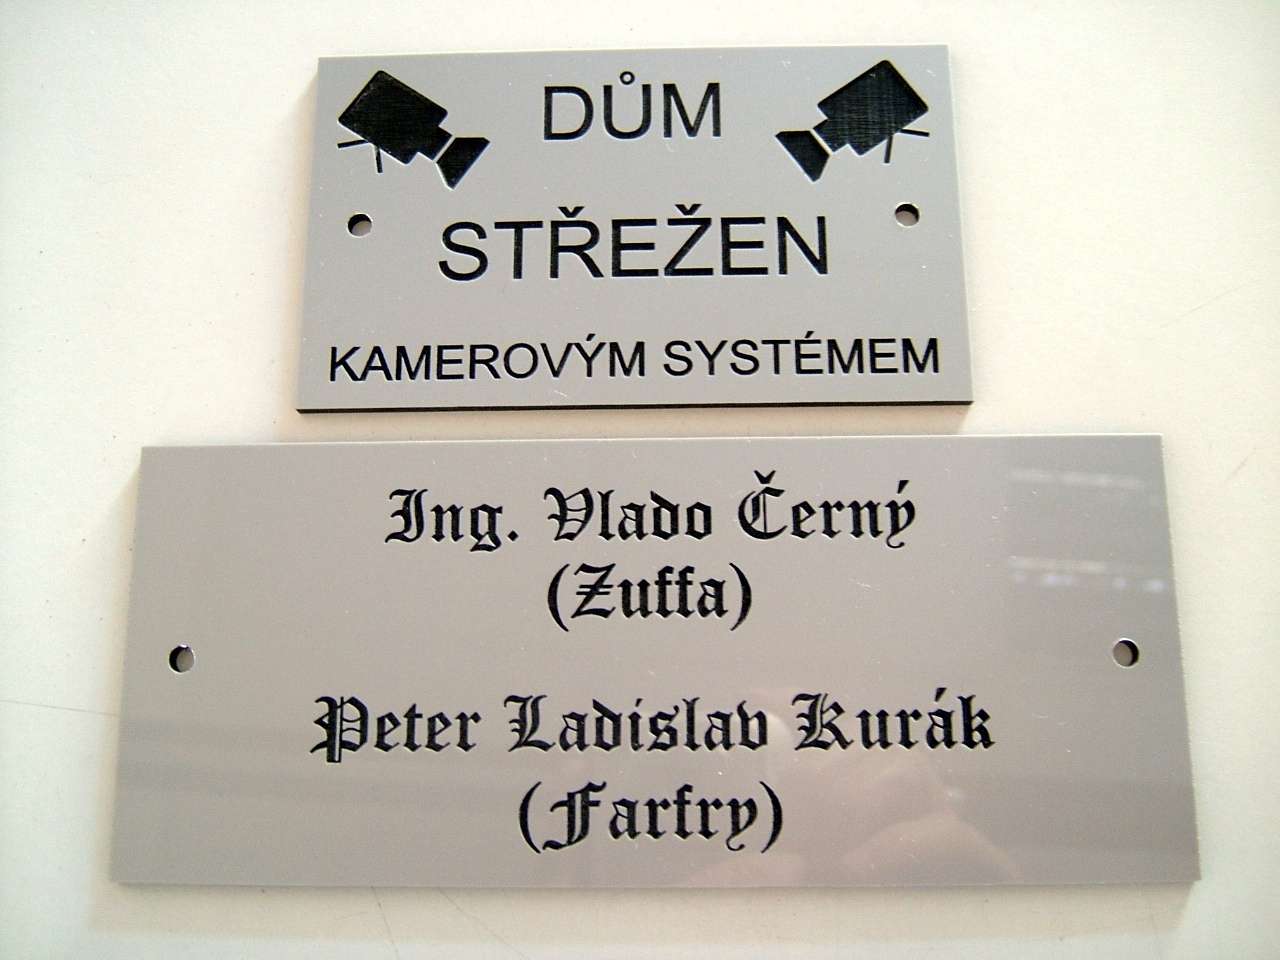 DŮM
STŘEŽEN
KAMEROVÝM SYSTÉMEM
Ing. Vlado Černý
(Zuffa)
Peter Ladislav Kurák
(Farfry)